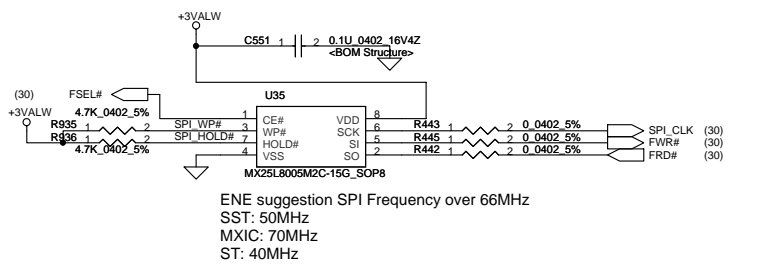 +3VALW
C551 1 2 0.1U_0402_16V4Z
<BOM Structure>
(30) FSEL# U35
+3VALW 4.7K_0402_5%
R935 1 2 SPI_WP#
R936 1 2 SPI_HOLD#
4.7K_0402_5%
1 CE# VDD 8
3 WP# SCK 6 R443 1 2 0_0402_5% SPI_CLK (30)
7 HOLD# SI 5 R445 1 2 0_0402_5% FWR# (30)
4 VSS SO 2 R442 1 2 0_0402_5% FRD# (30)
MX25L8005M2C-15G_SOP8
ENE suggestion SPI Frequency over 66MHz
SST: 50MHz
MXIC: 70MHz
ST: 40MHz